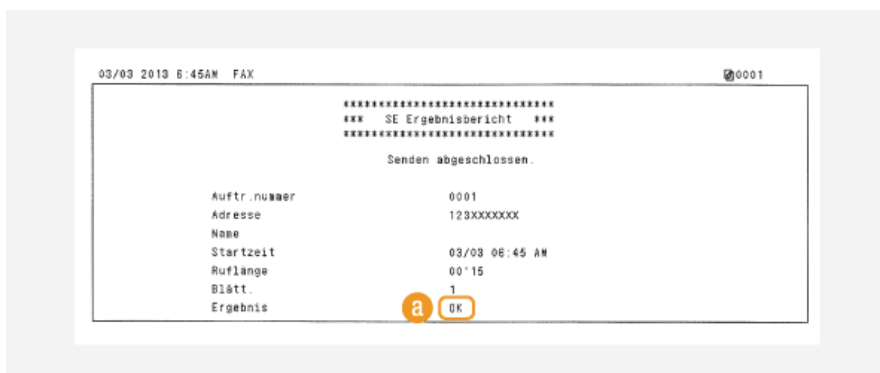 03/03 2013 6:45AM FAX 0001
*****************************
*** SE Ergebnisbericht ***
*****************************
Senden abgeschlossen.
Auftr.nummer 0001
Adresse 123XXXXXXX
Name
Startzeit 03/03 06:45 AM
Ruflänge 00'15
Blätt. 1
Ergebnis a OK